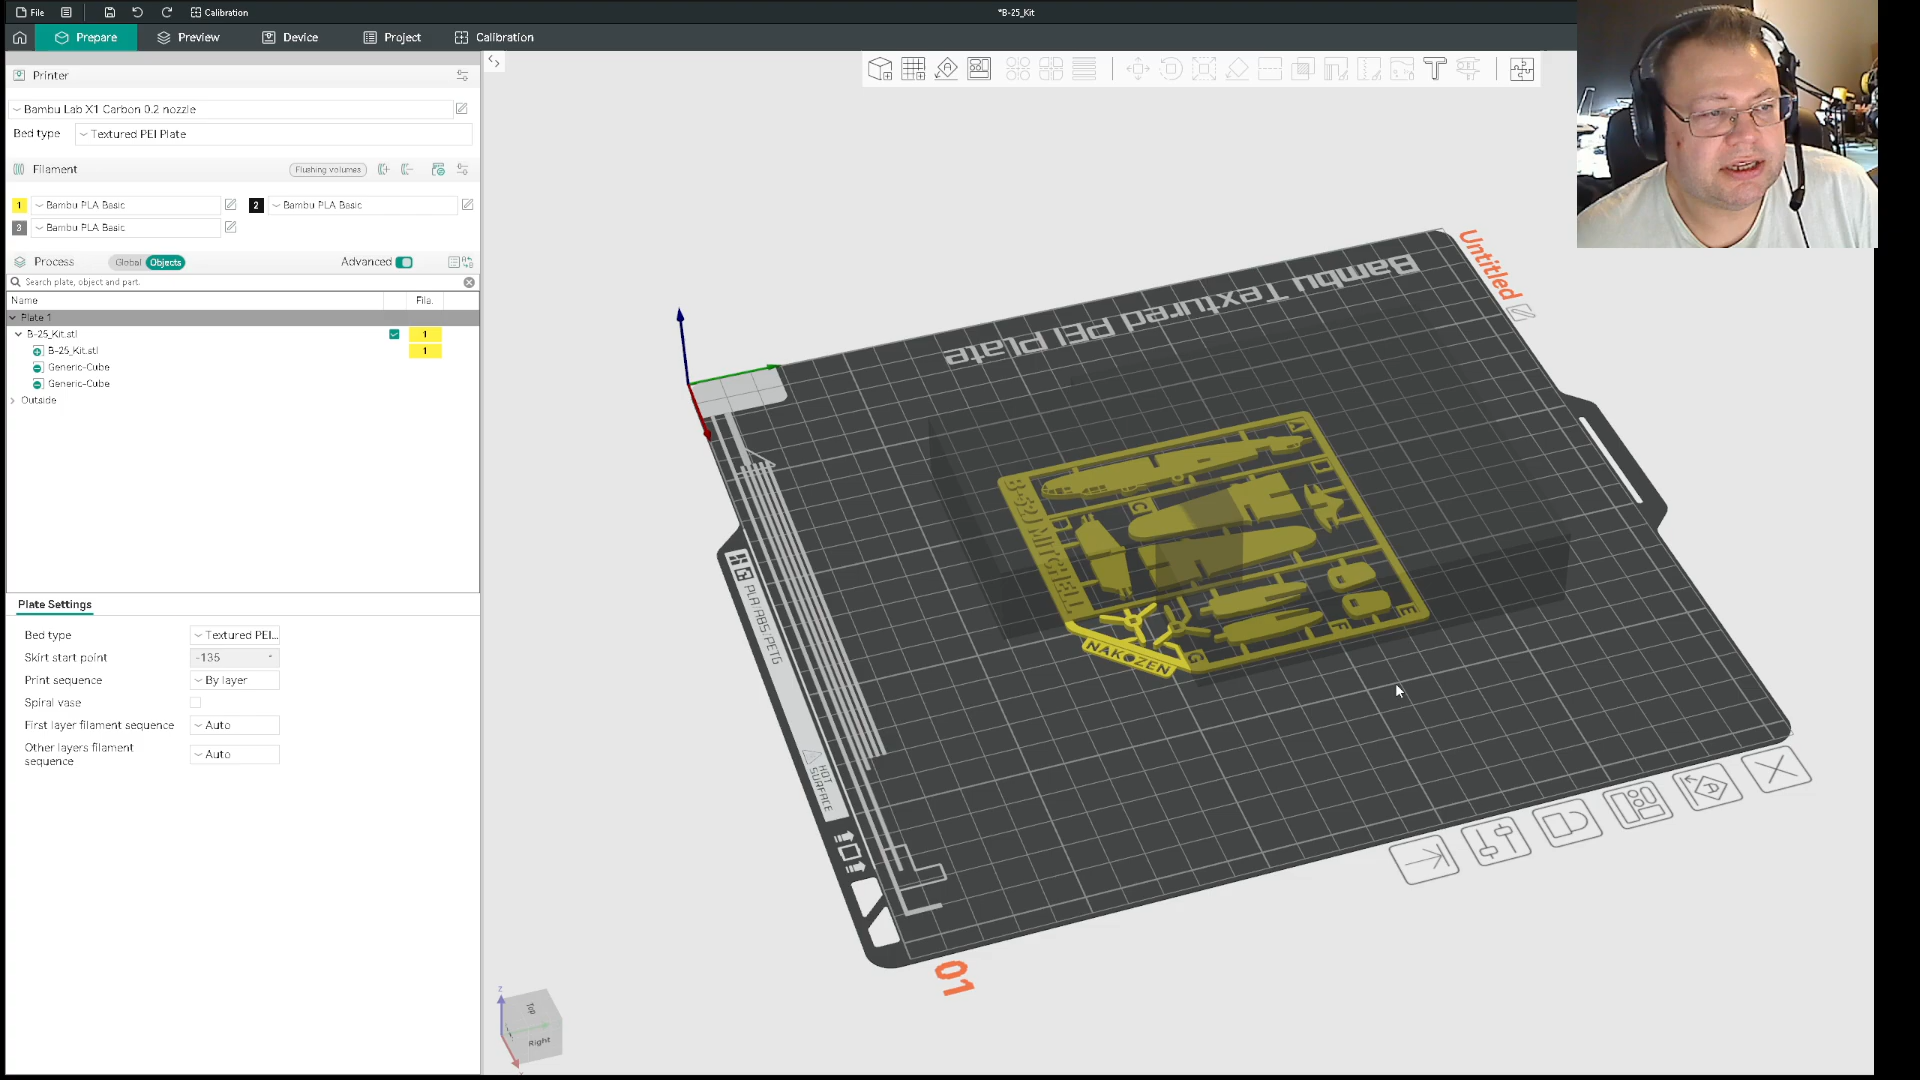 File
Calibration
*B-25_Kit
Prepare
Preview
Device
Project
Calibration
Printer
Bambu Lab X1 Carbon 0.2 nozzle
Bed type
Textured PEI Plate
Filament
Flushing volumes
1
Bambu PLA Basic
2
Bambu PLA Basic
3
Bambu PLA Basic
Process
Global
Objects
Advanced
Search plate, object and part.
Name
Fila.
Plate 1
B-25_Kit.stl
1
B-25_Kit.stl
1
Generic-Cube
Generic-Cube
Outside
Plate Settings
Bed type
Textured PEI...
Skirt start point
-135
Print sequence
By layer
Spiral vase
First layer filament sequence
Auto
Other layers filament
sequence
Auto
Untitled
Bambu Textured PEI Plate
A
D
C
E
F
G
MITCHELL
NAKOZEN
PLA/ABS/PETG
HOT
SURFACE
01
Z
Top
Right